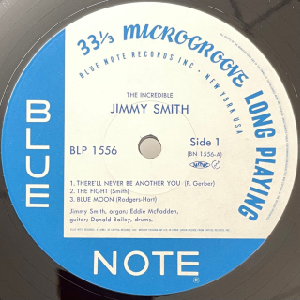 33⅓ MICROGROOVE LONG PLAYING
BLUE NOTE RECORDS INC • NEW YORK USA
THE INCREDIBLE
JIMMY SMITH
BLP 1556
Side 1
(BN 1556-A)
1. THERE'LL NEVER BE ANOTHER YOU (F. Gerber)
2. THE FIGHT (Smith)
3. BLUE MOON (Rodgers-Hart)
Jimmy Smith, organ; Eddie McFadden,
guitar; Donald Bailey, drums.
BLUE
NOTE